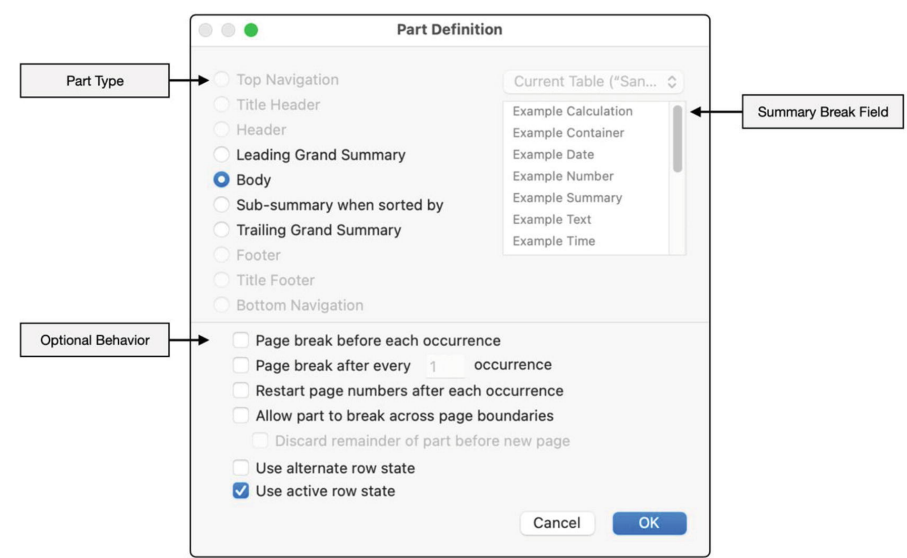 Part Definition
Part Type
Top Navigation
Current Table ("San...
Title Header
Header
Leading Grand Summary
Body
Sub-summary when sorted by
Trailing Grand Summary
Footer
Title Footer
Bottom Navigation
Example Calculation
Example Container
Example Date
Example Number
Example Summary
Example Text
Example Time
Summary Break Field
Optional Behavior
Page break before each occurrence
Page break after every 1 occurrence
Restart page numbers after each occurrence
Allow part to break across page boundaries
Discard remainder of part before new page
Use alternate row state
Use active row state
Cancel
OK